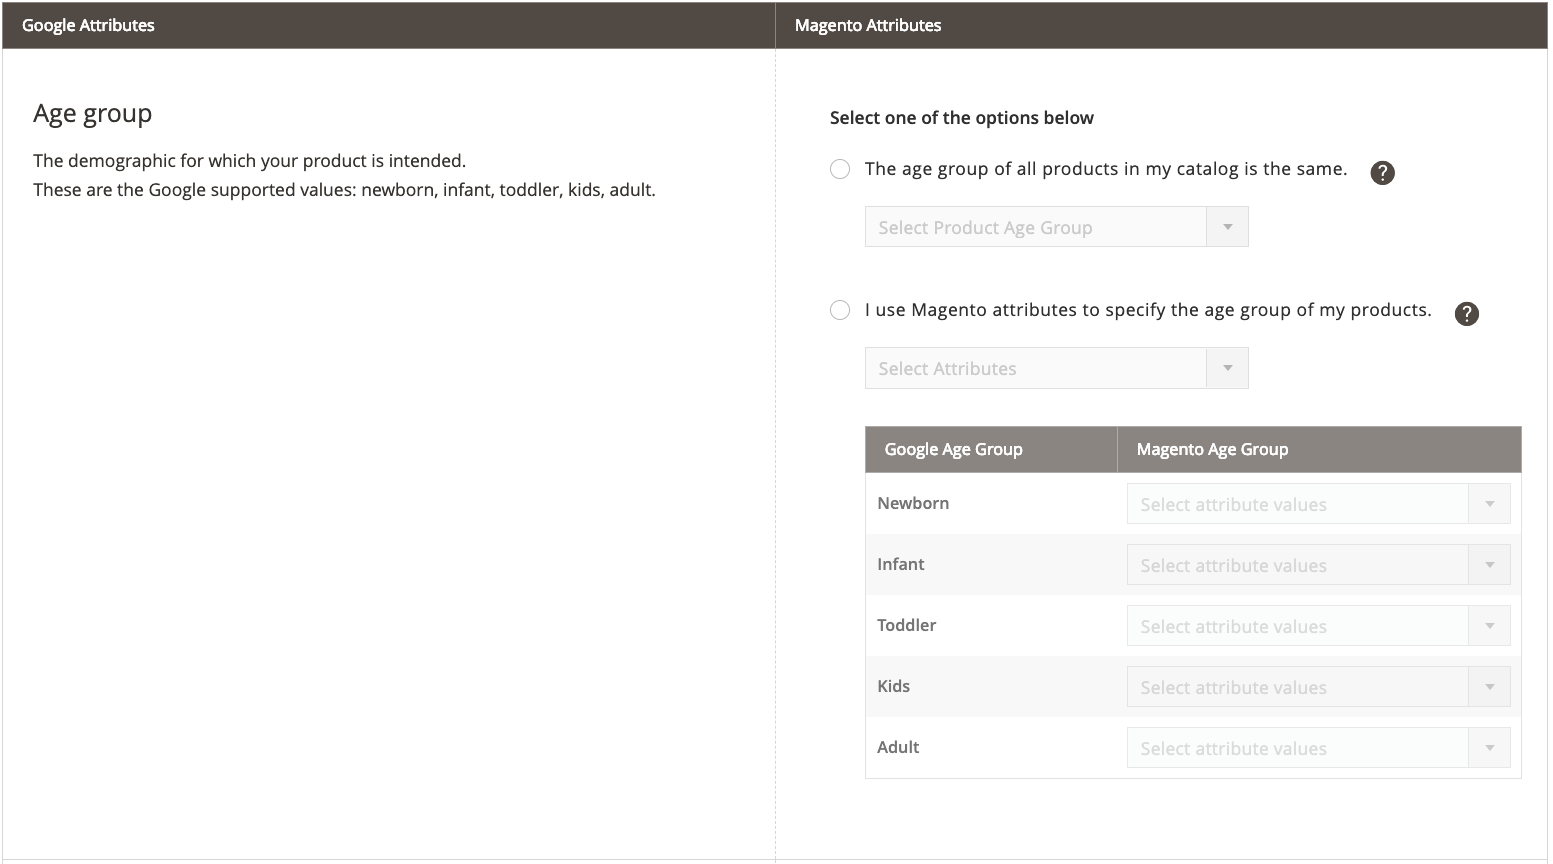 Google Attributes
Magento Attributes
Age group
The demographic for which your product is intended.
These are the Google supported values: newborn, infant, toddler, kids, adult.
Select one of the options below
The age group of all products in my catalog is the same. ?
Select Product Age Group
I use Magento attributes to specify the age group of my products. ?
Select Attributes
Google Age Group
Magento Age Group
Newborn
Select attribute values
Infant
Select attribute values
Toddler
Select attribute values
Kids
Select attribute values
Adult
Select attribute values